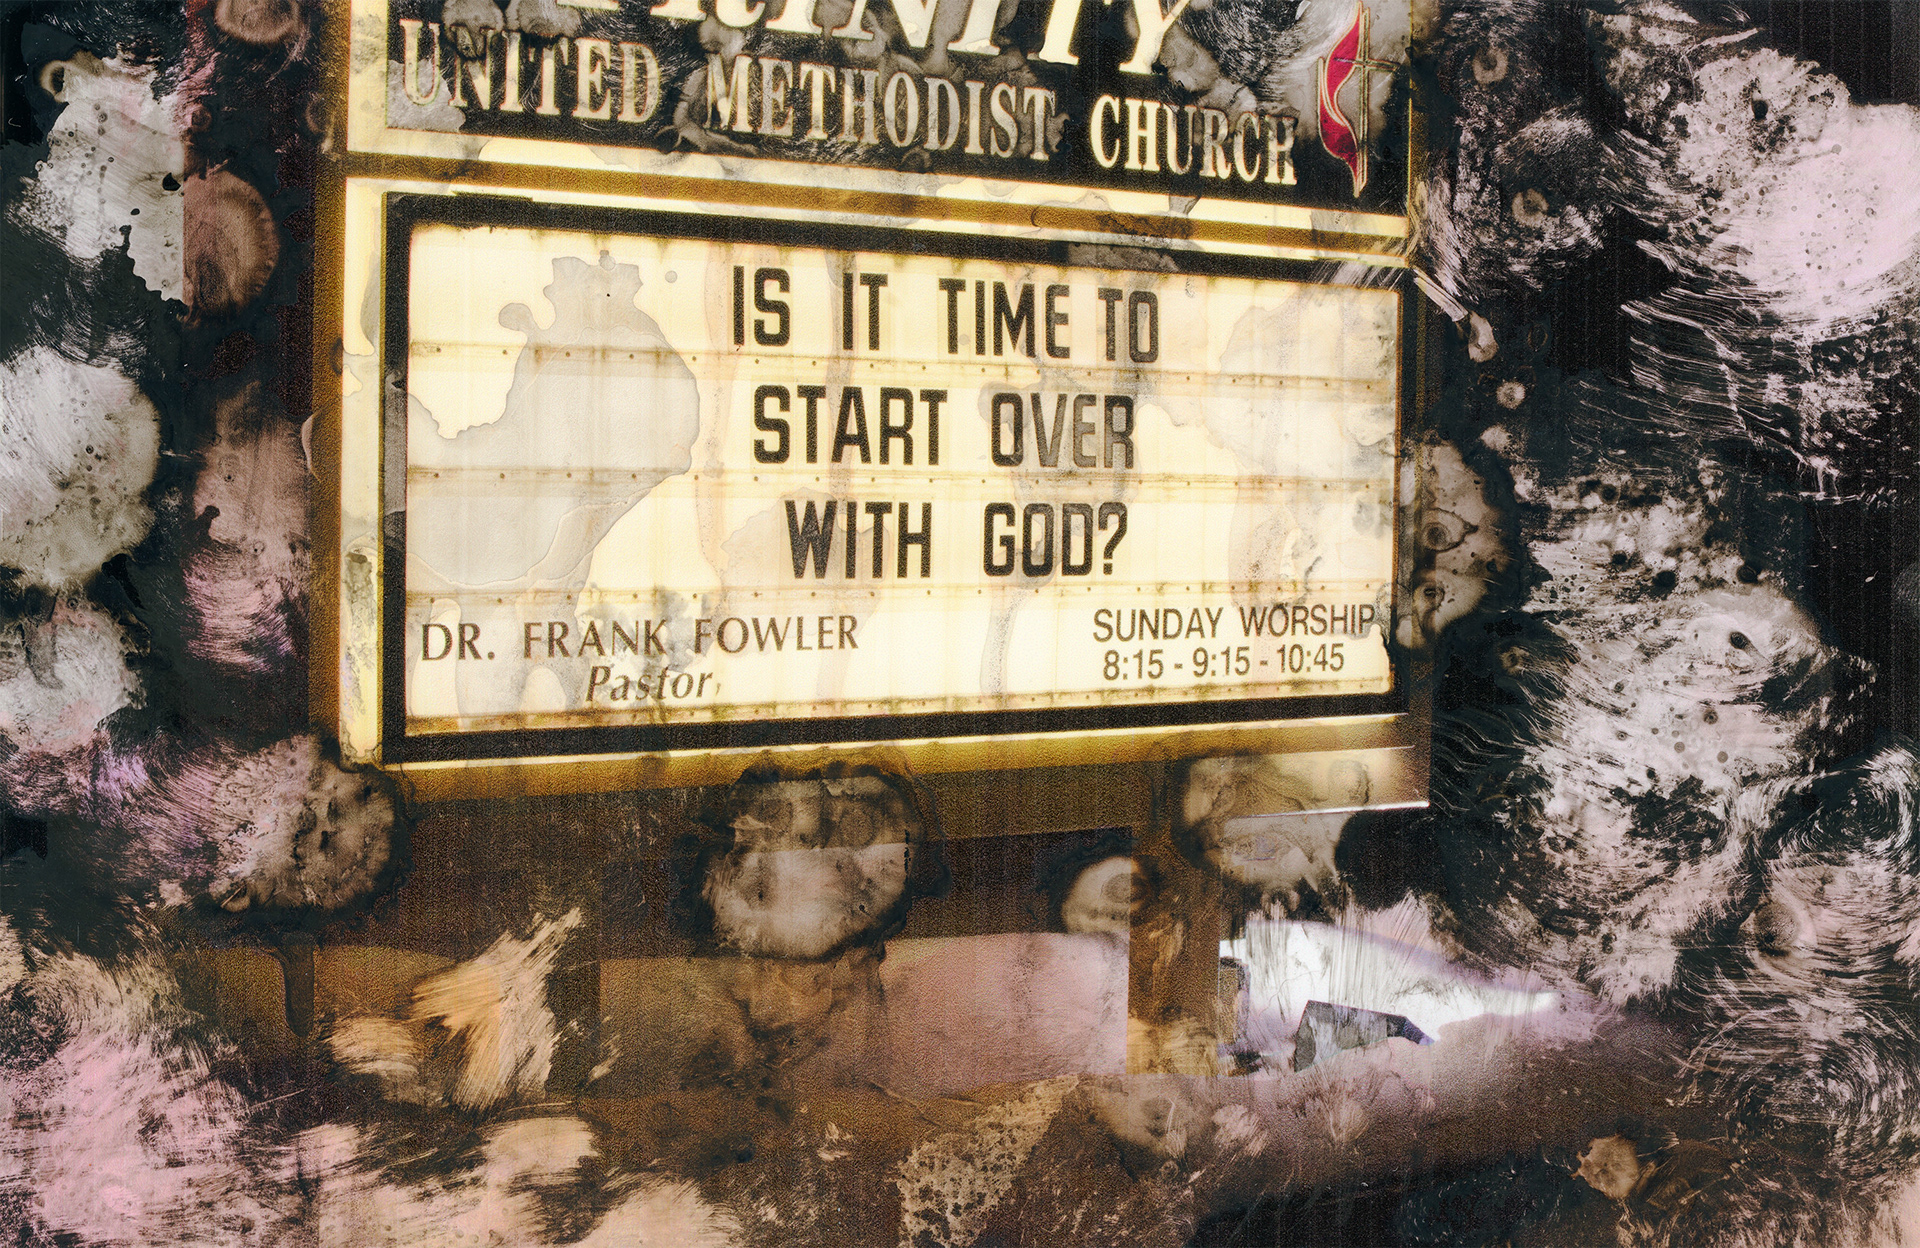 TRINITY
UNITED METHODIST CHURCH
IS IT TIME TO
START OVER
WITH GOD?
DR. FRANK FOWLER
Pastor
SUNDAY WORSHIP
8:15 - 9:15 - 10:45